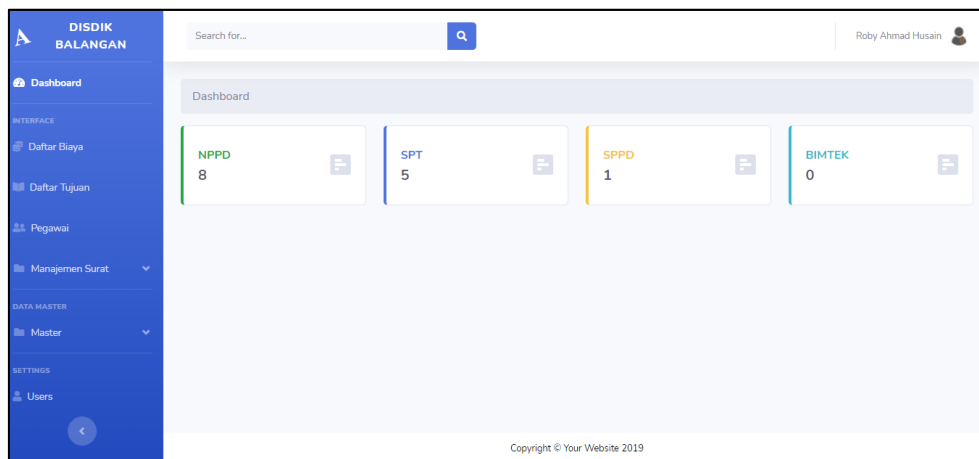 DISDIK
BALANGAN
Dashboard
INTERFACE
Daftar Biaya
Daftar Tujuan
Pegawai
Manajemen Surat
DATA MASTER
Master
SETTINGS
Users
Search for...
Roby Ahmad Husain
Dashboard
NPPD
8
SPT
5
SPPD
1
BIMTEK
0
Copyright © Your Website 2019